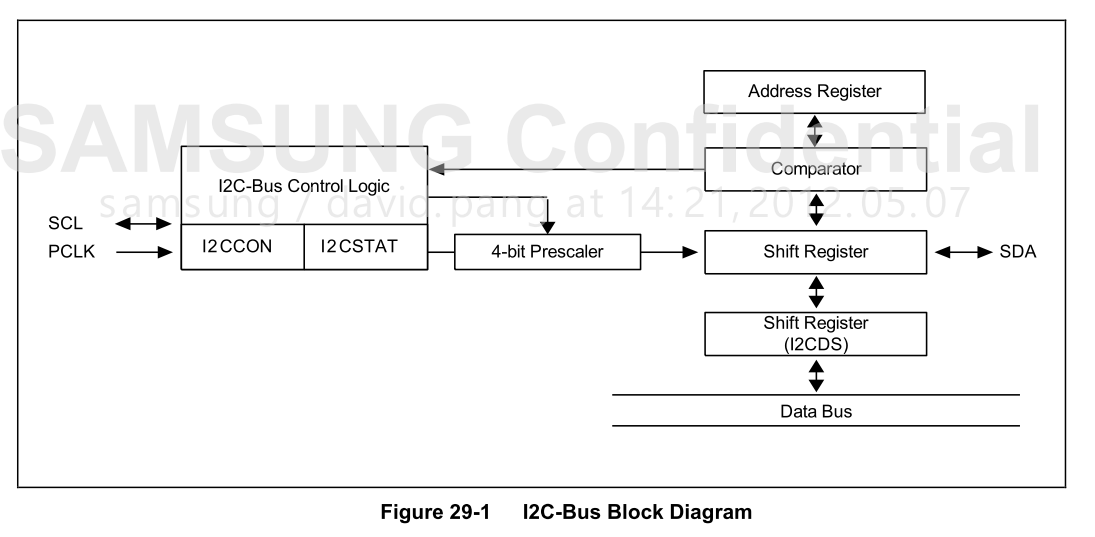 SAMSUNG Confidential
samsung / david.pang at 14:21,2012.05.07
Address Register
Comparator
I2C-Bus Control Logic
SCL
PCLK
I2CCON
I2CSTAT
4-bit Prescaler
Shift Register
SDA
Shift Register
(I2CDS)
Data Bus
Figure 29-1 I2C-Bus Block Diagram